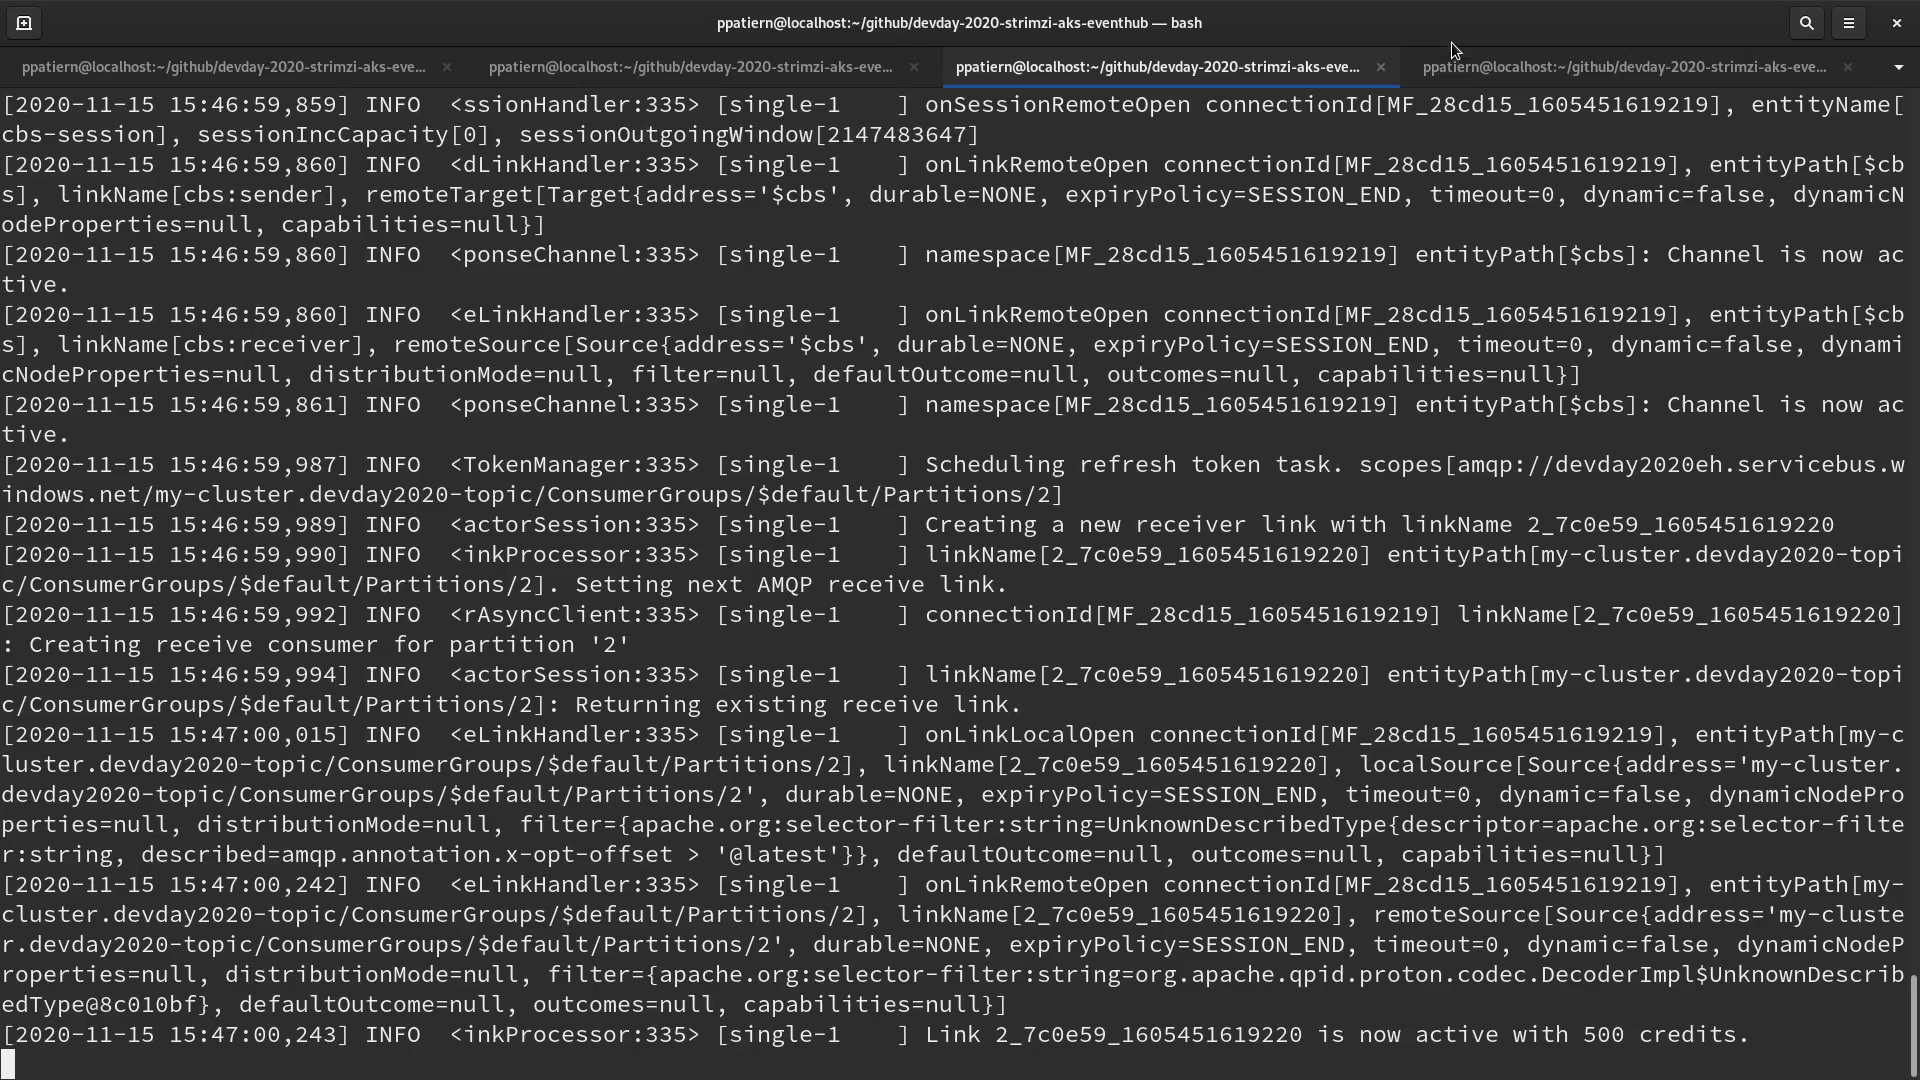 ppatiern@localhost:~/github/devday-2020-strimzi-aks-eventhub — bash
ppatiern@localhost:~/github/devday-2020-strimzi-aks-eve... ppatiern@localhost:~/github/devday-2020-strimzi-aks-eve... ppatiern@localhost:~/github/devday-2020-strimzi-aks-eve... ppatiern@localhost:~/github/devday-2020-strimzi-aks-eve...
[2020-11-15 15:46:59,859] INFO  <ssionHandler:335> [single-1    ] onSessionRemoteOpen connectionId[MF_28cd15_1605451619219], entityName[
cbs-session], sessionIncCapacity[0], sessionOutgoingWindow[2147483647]
[2020-11-15 15:46:59,860] INFO  <dLinkHandler:335> [single-1    ] onLinkRemoteOpen connectionId[MF_28cd15_1605451619219], entityPath[$cb
s], linkName[cbs:sender], remoteTarget[Target{address='$cbs', durable=NONE, expiryPolicy=SESSION_END, timeout=0, dynamic=false, dynamicN
odeProperties=null, capabilities=null}]
[2020-11-15 15:46:59,860] INFO  <ponseChannel:335> [single-1    ] namespace[MF_28cd15_1605451619219] entityPath[$cbs]: Channel is now ac
tive.
[2020-11-15 15:46:59,860] INFO  <eLinkHandler:335> [single-1    ] onLinkRemoteOpen connectionId[MF_28cd15_1605451619219], entityPath[$cb
s], linkName[cbs:receiver], remoteSource[Source{address='$cbs', durable=NONE, expiryPolicy=SESSION_END, timeout=0, dynamic=false, dynami
cNodeProperties=null, distributionMode=null, filter=null, defaultOutcome=null, outcomes=null, capabilities=null}]
[2020-11-15 15:46:59,861] INFO  <ponseChannel:335> [single-1    ] namespace[MF_28cd15_1605451619219] entityPath[$cbs]: Channel is now ac
tive.
[2020-11-15 15:46:59,987] INFO  <TokenManager:335> [single-1    ] Scheduling refresh token task. scopes[amqp://devday2020eh.servicebus.w
indows.net/my-cluster.devday2020-topic/ConsumerGroups/$default/Partitions/2]
[2020-11-15 15:46:59,989] INFO  <actorSession:335> [single-1    ] Creating a new receiver link with linkName 2_7c0e59_1605451619220
[2020-11-15 15:46:59,990] INFO  <inkProcessor:335> [single-1    ] linkName[2_7c0e59_1605451619220] entityPath[my-cluster.devday2020-topi
c/ConsumerGroups/$default/Partitions/2]. Setting next AMQP receive link.
[2020-11-15 15:46:59,992] INFO  <rAsyncClient:335> [single-1    ] connectionId[MF_28cd15_1605451619219] linkName[2_7c0e59_1605451619220]
: Creating receive consumer for partition '2'
[2020-11-15 15:46:59,994] INFO  <actorSession:335> [single-1    ] linkName[2_7c0e59_1605451619220] entityPath[my-cluster.devday2020-topi
c/ConsumerGroups/$default/Partitions/2]: Returning existing receive link.
[2020-11-15 15:47:00,015] INFO  <eLinkHandler:335> [single-1    ] onLinkLocalOpen connectionId[MF_28cd15_1605451619219], entityPath[my-c
luster.devday2020-topic/ConsumerGroups/$default/Partitions/2], linkName[2_7c0e59_1605451619220], localSource[Source{address='my-cluster.
devday2020-topic/ConsumerGroups/$default/Partitions/2', durable=NONE, expiryPolicy=SESSION_END, timeout=0, dynamic=false, dynamicNodePro
perties=null, distributionMode=null, filter={apache.org:selector-filter:string=UnknownDescribedType{descriptor=apache.org:selector-filte
r:string, described=amqp.annotation.x-opt-offset > '@latest'}}, defaultOutcome=null, outcomes=null, capabilities=null}]
[2020-11-15 15:47:00,242] INFO  <eLinkHandler:335> [single-1    ] onLinkRemoteOpen connectionId[MF_28cd15_1605451619219], entityPath[my-
cluster.devday2020-topic/ConsumerGroups/$default/Partitions/2], linkName[2_7c0e59_1605451619220], remoteSource[Source{address='my-cluste
r.devday2020-topic/ConsumerGroups/$default/Partitions/2', durable=NONE, expiryPolicy=SESSION_END, timeout=0, dynamic=false, dynamicNodeP
roperties=null, distributionMode=null, filter={apache.org:selector-filter:string=org.apache.qpid.proton.codec.DecoderImpl$UnknownDescrib
edType@8c010bf}, defaultOutcome=null, outcomes=null, capabilities=null}]
[2020-11-15 15:47:00,243] INFO  <inkProcessor:335> [single-1    ] Link 2_7c0e59_1605451619220 is now active with 500 credits.